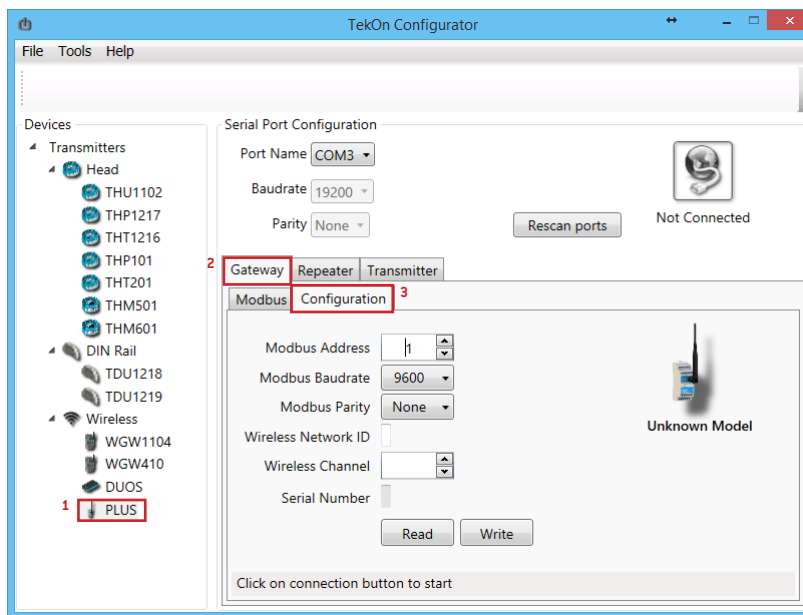 TekOn Configurator
File Tools Help
Devices
Transmitters
Head
THU1102
THP1217
THT1216
THP101
THT201
THM501
THM601
DIN Rail
TDU1218
TDU1219
Wireless
WGW1104
WGW410
DUOS
1 PLUS
Serial Port Configuration
Port Name COM3
Baudrate 19200
Parity None
Rescan ports
Not Connected
2 Gateway Repeater Transmitter
Modbus Configuration 3
Modbus Address 1
Modbus Baudrate 9600
Modbus Parity None
Wireless Network ID
Wireless Channel
Serial Number
Read Write
Unknown Model
Click on connection button to start